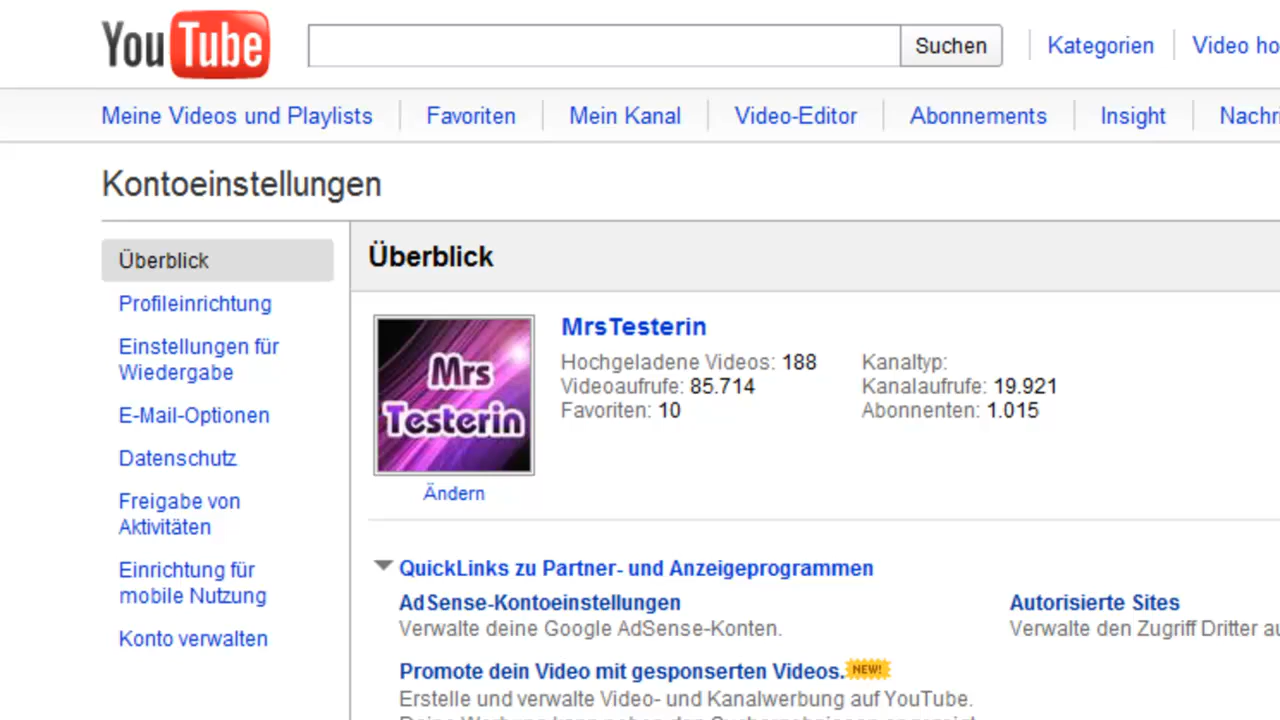 YouTube
Suchen
Kategorien
Video ho
Meine Videos und Playlists
Favoriten
Mein Kanal
Video-Editor
Abonnements
Insight
Nachr
Kontoeinstellungen
Überblick
Profileinrichtung
Einstellungen für
Wiedergabe
E-Mail-Optionen
Datenschutz
Freigabe von
Aktivitäten
Einrichtung für
mobile Nutzung
Konto verwalten
Überblick
Mrs
Testerin
Ändern
MrsTesterin
Hochgeladene Videos: 188
Videoaufrufe: 85.714
Favoriten: 10
Kanaltyp:
Kanalaufrufe: 19.921
Abonnenten: 1.015
QuickLinks zu Partner- und Anzeigeprogrammen
AdSense-Kontoeinstellungen
Verwalte deine Google AdSense-Konten.
Autorisierte Sites
Verwalte den Zugriff Dritter au
Promote dein Video mit gesponserten Videos. NEW!
Erstelle und verwalte Video- und Kanalwerbung auf YouTube.